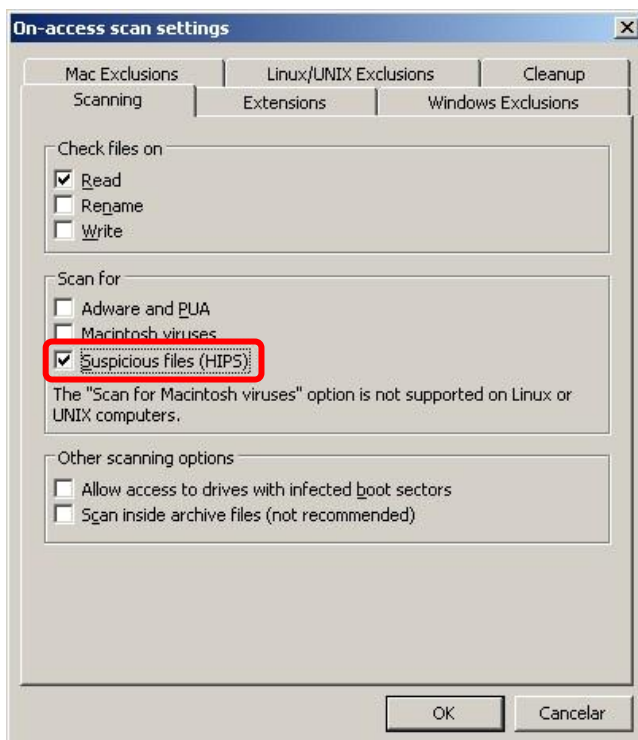 On-access scan settings
Mac Exclusions
Linux/UNIX Exclusions
Cleanup
Scanning
Extensions
Windows Exclusions
Check files on
Read
Rename
Write
Scan for
Adware and PUA
Macintosh viruses
Suspicious files (HIPS)
The "Scan for Macintosh viruses" option is not supported on Linux or
UNIX computers.
Other scanning options
Allow access to drives with infected boot sectors
Scan inside archive files (not recommended)
OK
Cancelar